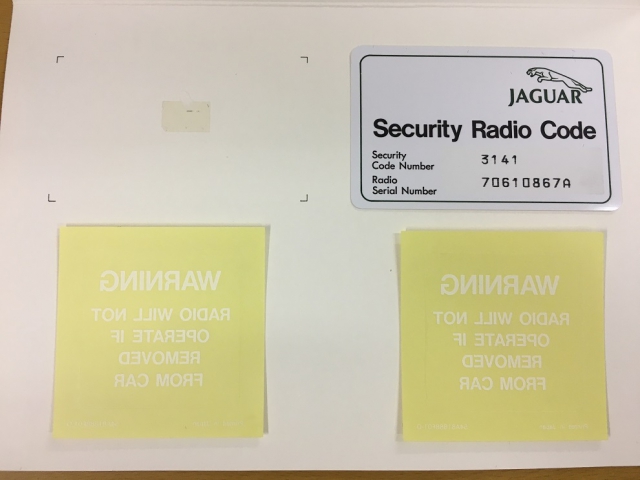 JAGUAR
Security Radio Code
Security
Code Number 3141
Radio
Serial Number 70610867A
WARNING
RADIO WILL NOT
OPERATE IF
REMOVED
FROM CAR
WARNING
RADIO WILL NOT
OPERATE IF
REMOVED
FROM CAR